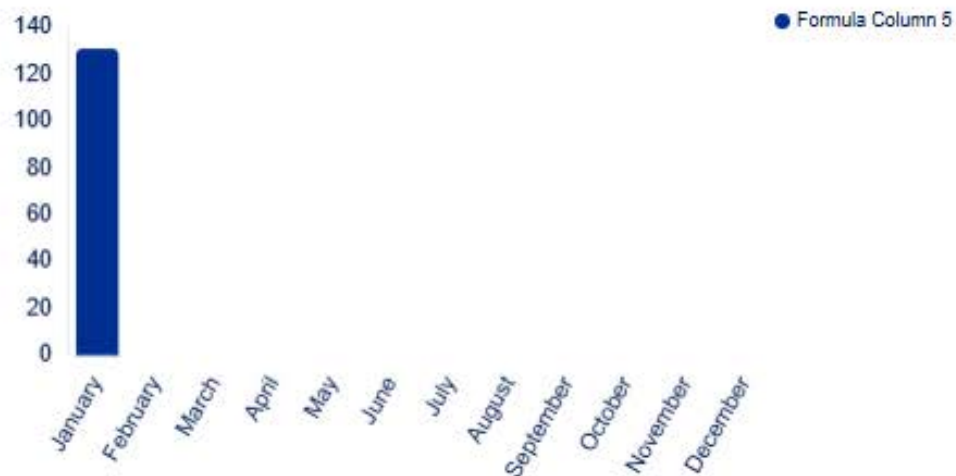 Formula Column 5
140
120
100
80
60
40
20
0
January
February
March
April
May
June
July
August
September
October
November
December